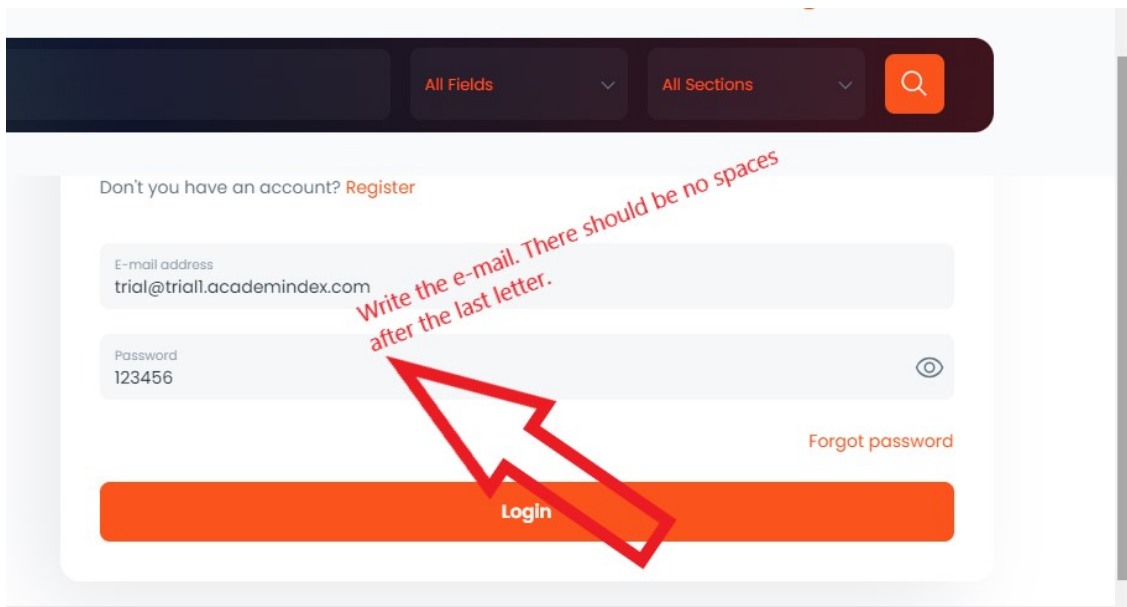 All Fields
All Sections
Don't you have an account? Register
E-mail address
trial@trial1.academindex.com
Write the e-mail. There should be no spaces
after the last letter.
Password
123456
Forgot password
Login